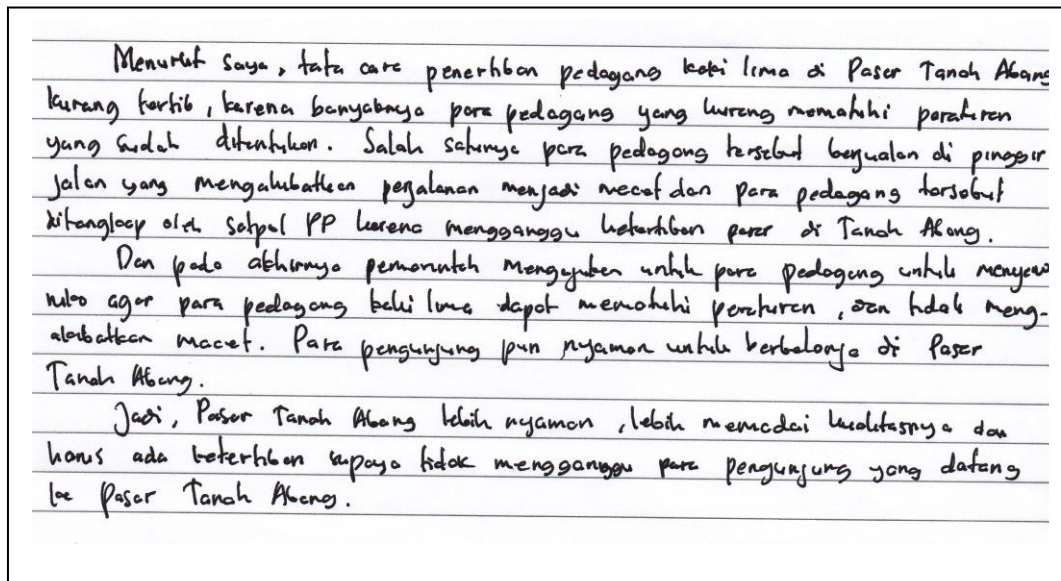 Menurut saya, tata cara penertiban pedagang kaki lima di Pasar Tanah Abang
kurang tertib, karena banyaknya para pedagang yang kurang mematuhi peraturan
yang sudah ditentukan. Salah satunya para pedagang tersebut berjualan di pinggir
jalan yang mengakibatkan perjalanan menjadi macet dan para pedagang tersebut
ditangkap oleh satpol PP karena mengganggu ketertiban pasar di Tanah Abang.
Dan pada akhirnya pemerintah mengajukan untuk para pedagang untuk menyewa
ruko agar para pedagang kaki lima dapat mematuhi peraturan, dan tidak meng-
akibatkan macet. Para pengunjung pun nyaman untuk berbelanja di Pasar
Tanah Abang.
Jadi, Pasar Tanah Abang lebih nyaman, lebih memadai kualitasnya dan
harus ada ketertiban supaya tidak mengganggu para pengunjung yang datang
ke Pasar Tanah Abang.